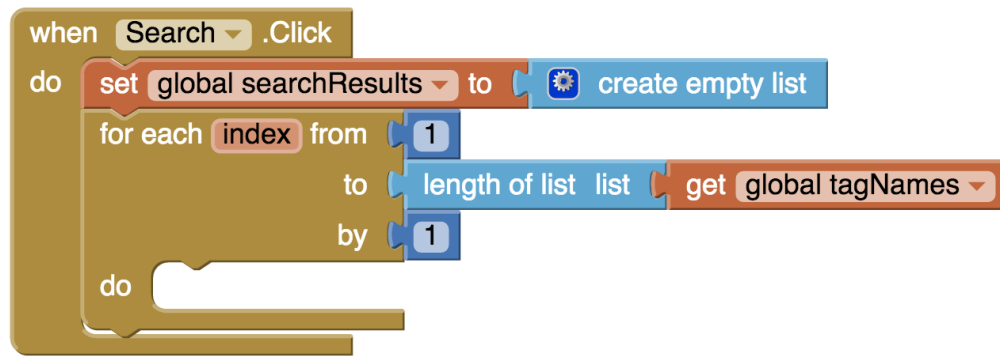 when Search .Click
do set global searchResults to create empty list
for each index from 1
to length of list list get global tagNames
by 1
do